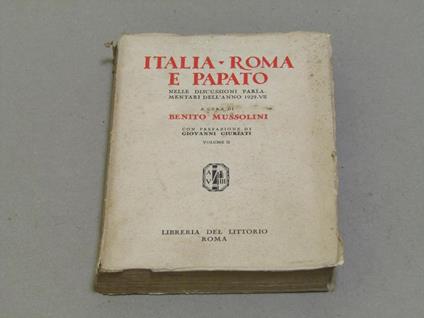 ITALIA · ROMA
E PAPATO
NELLE DISCUSSIONI PARLA-
MENTARI DELL'ANNO 1929-VII
A CURA DI
BENITO MUSSOLINI
CON PREFAZIONE DI
GIOVANNI GIURIATI
VOLUME II
LIBRERIA DEL LITTORIO
ROMA